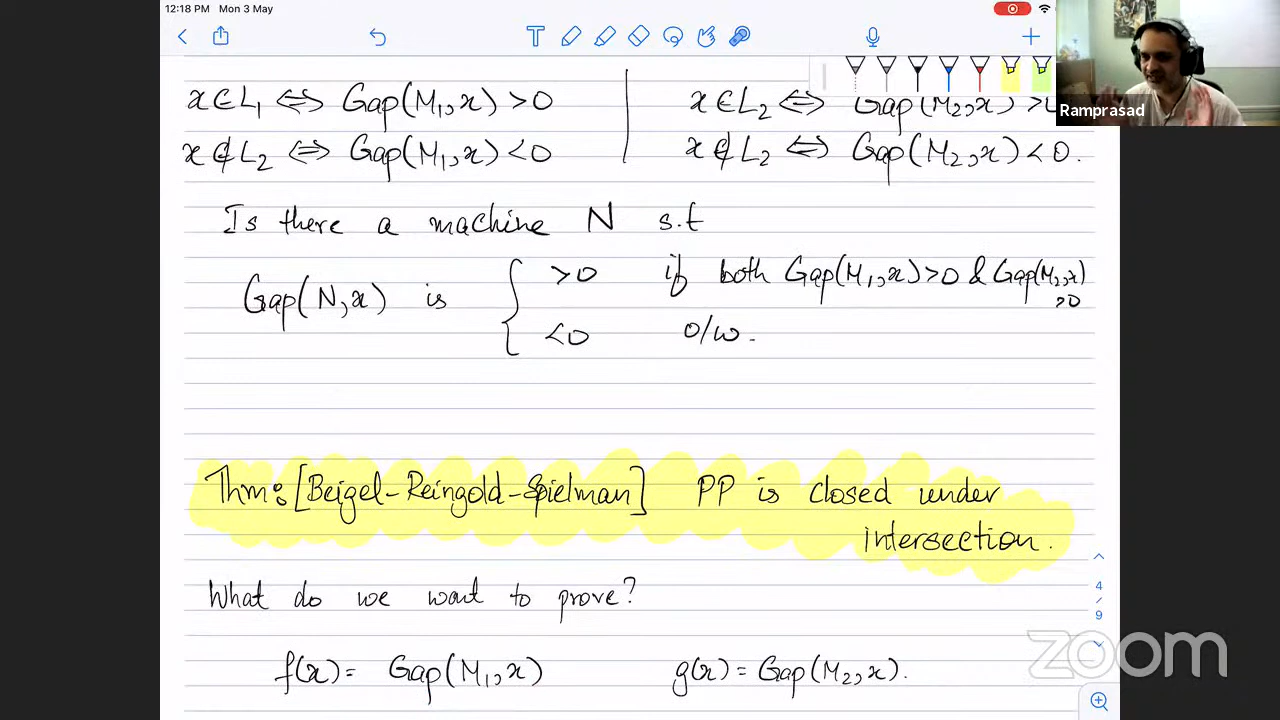 12:18 PM Mon 3 May
x∈L₁ ⟺ Gap(M₁,x) >0
x∈L₂ ⟺ Gap(M₂,x) >0
Ramprasad
x∉L₂ ⟺ Gap(M₁,x) <0
x∉L₂ ⟺ Gap(M₂,x) <0.
Is there a machine N s.t
Gap(N,x) is { >0 if both Gap(M₁,x) >0 & Gap(M₂,x) >0
<0 o/w.
Thm:[Beigel-Reingold-Spielman] PP is closed under
intersection.
What do we want to prove?
4
/
9
f(x)= Gap(M₁,x) g(x)= Gap(M₂,x).
zoom